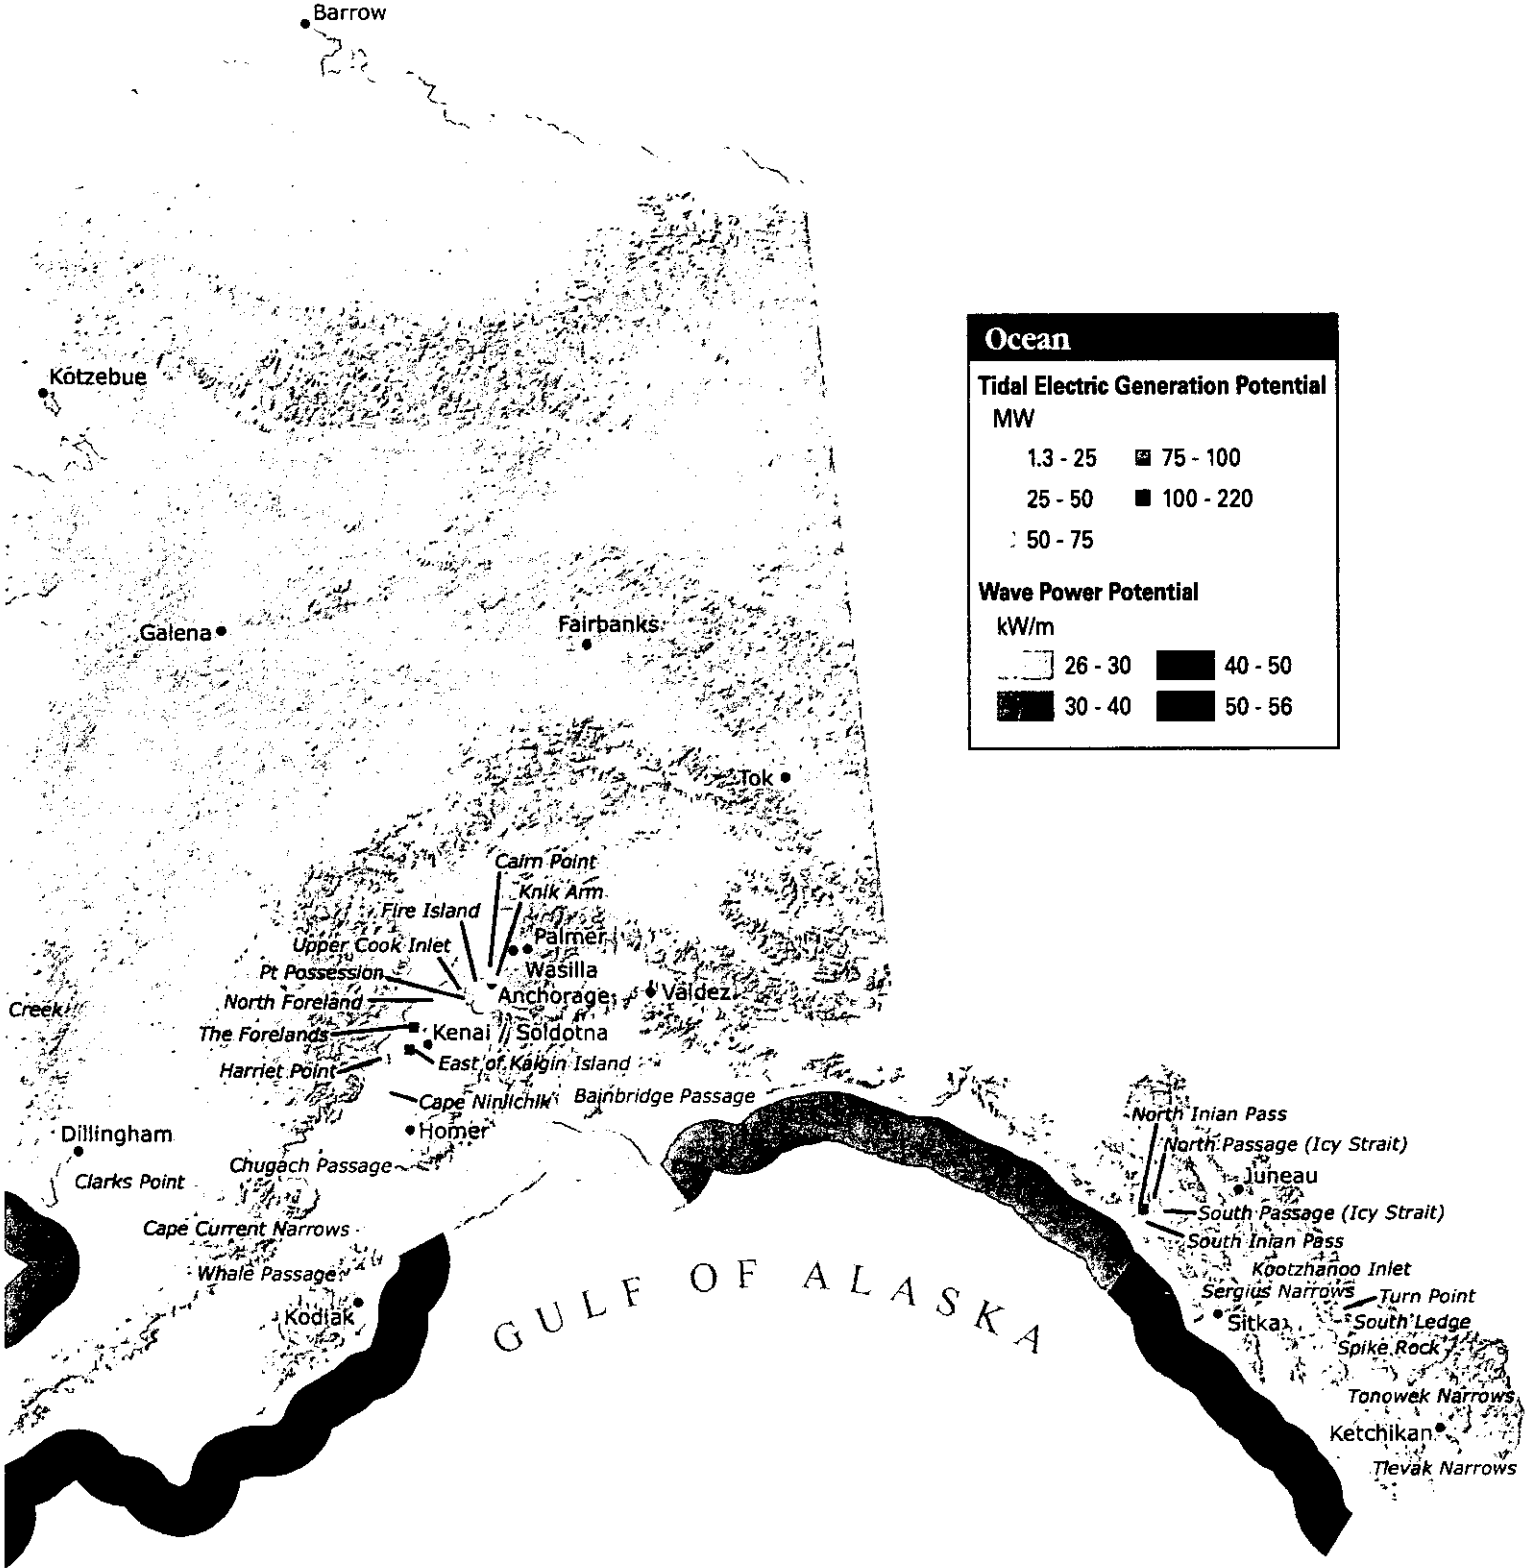 Barrow
Kotzebue
Ocean
Tidal Electric Generation Potential
MW
1.3 - 25
75 - 100
25 - 50
100 - 220
50 - 75
Wave Power Potential
kW/m
26 - 30
40 - 50
30 - 40
50 - 56
Galena
Fairbanks
Tok
Cairn Point
Knik Arm
Fire Island
Upper Cook Inlet
Palmer
Pt Possession
Wasilla
North Foreland
Anchorage
Valdez
Creek
The Forelands
Kenai / Soldotna
Harriet Point
East of Kalgin Island
Cape Ninilchik
Bainbridge Passage
Homer
Dillingham
Chugach Passage
Clarks Point
Cape Current Narrows
Whale Passage
Kodiak
GULF OF ALASKA
North Inian Pass
North Passage (Icy Strait)
Juneau
South Passage (Icy Strait)
South Inian Pass
Kootzhanoo Inlet
Sergius Narrows
Turn Point
Sitka
South Ledge
Spike Rock
Tonowek Narrows
Ketchikan
Tlevak Narrows